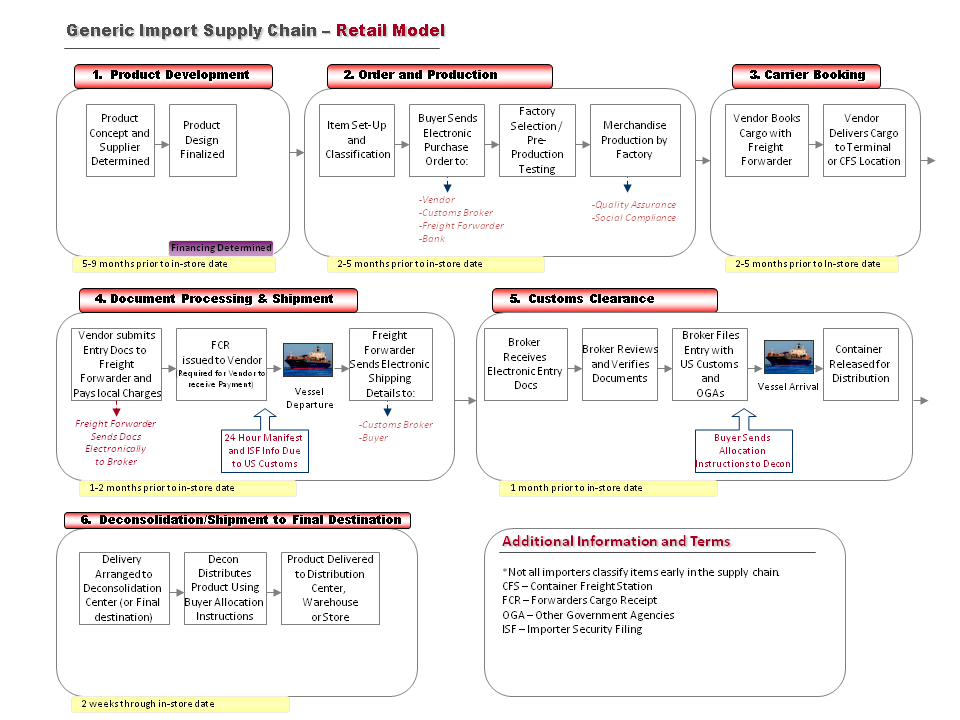 Generic Import Supply Chain – Retail Model
1. Product Development
Product
Concept and
Supplier
Determined
Product
Design
Finalized
Financing Determined
5-9 months prior to in-store date
2. Order and Production
Item Set-Up
and
Classification
Buyer Sends
Electronic
Purchase
Order to:
-Vendor
-Customs Broker
-Freight Forwarder
-Bank
Factory
Selection /
Pre-
Production
Testing
Merchandise
Production by
Factory
-Quality Assurance
-Social Compliance
2-5 months prior to in-store date
3. Carrier Booking
Vendor Books
Cargo with
Freight
Forwarder
Vendor
Delivers Cargo
to Terminal
or CFS Location
2-5 months prior to In-store date
4. Document Processing & Shipment
Vendor submits
Entry Docs to
Freight
Forwarder and
Pays local Charges
Freight Forwarder
Sends Docs
Electronically
to Broker
FCR
issued to Vendor
(Required for Vendor to
receive Payment)
24 Hour Manifest
and ISF Info Due
to US Customs
Vessel
Departure
Freight
Forwarder
Sends Electronic
Shipping
Details to:
-Customs Broker
-Buyer
1-2 months prior to in-store date
5. Customs Clearance
Broker
Receives
Electronic Entry
Docs
Broker Reviews
and Verifies
Documents
Broker Files
Entry with
US Customs
and
OGAs
Buyer Sends
Allocation
Instructions to Decon
Vessel Arrival
Container
Released for
Distribution
1 month prior to in-store date
6. Deconsolidation/Shipment to Final Destination
Delivery
Arranged to
Deconsolidation
Center (or Final
destination)
Decon
Distributes
Product Using
Buyer Allocation
Instructions
Product Delivered
to Distribution
Center,
Warehouse
or Store
2 weeks through in-store date
Additional Information and Terms
*Not all importers classify items early in the supply chain.
CFS – Container Freight Station
FCR – Forwarders Cargo Receipt
OGA – Other Government Agencies
ISF – Importer Security Filing